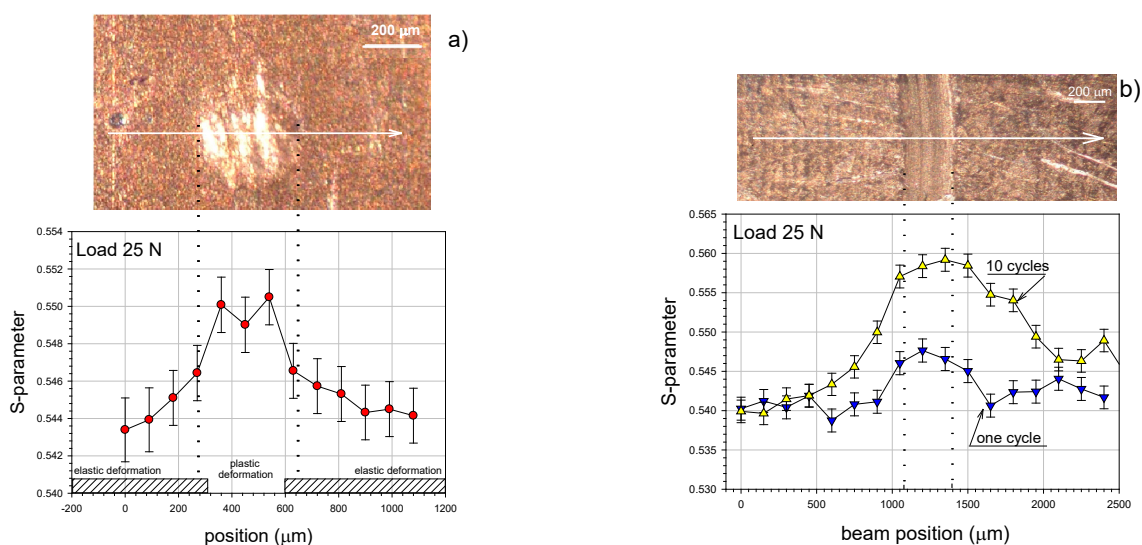 200 μm
a)
Load 25 N
S-parameter
0.554
0.552
0.550
0.548
0.546
0.544
0.542
0.540
elastic deformation
plastic
deformation
elastic deformation
-200 0 200 400 600 800 1000 1200
position (μm)
200 μm
b)
Load 25 N
10 cycles
one cycle
S-parameter
0.565
0.560
0.555
0.550
0.545
0.540
0.535
0.530
0 500 1000 1500 2000 2500
beam position (μm)